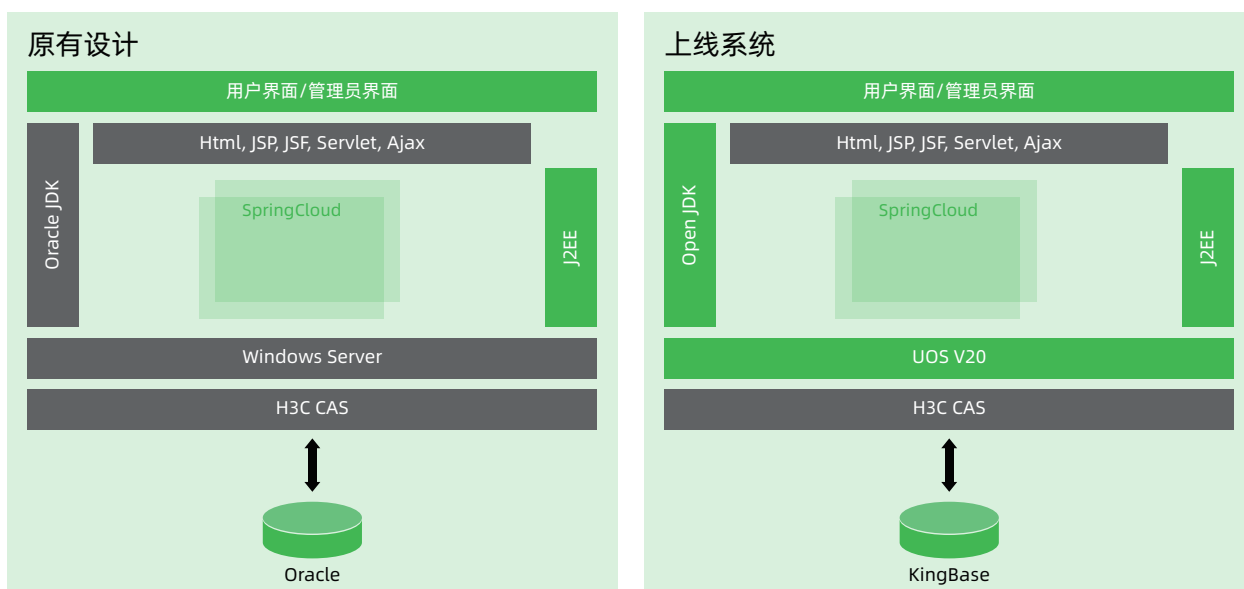 原有设计
用户界面/管理员界面
Html, JSP, JSF, Servlet, Ajax
Oracle JDK
SpringCloud
J2EE
Windows Server
H3C CAS
Oracle
上线系统
用户界面/管理员界面
Html, JSP, JSF, Servlet, Ajax
Open JDK
SpringCloud
J2EE
UOS V20
H3C CAS
KingBase